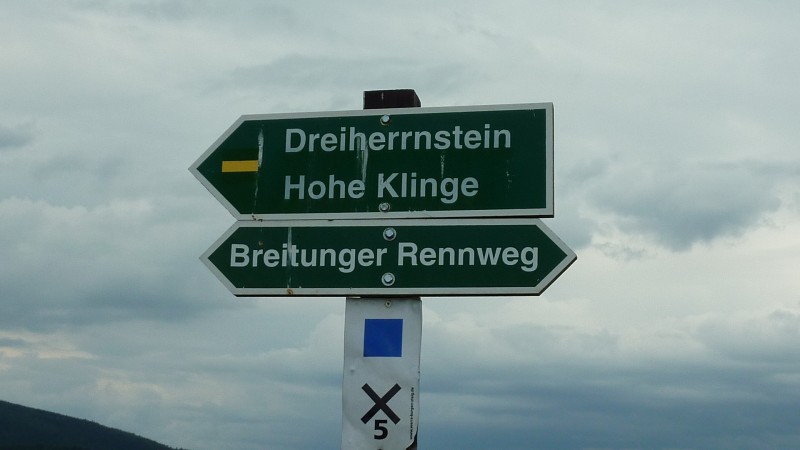 Dreiherrnstein
Hohe Klinge
Breitunger Rennweg
5